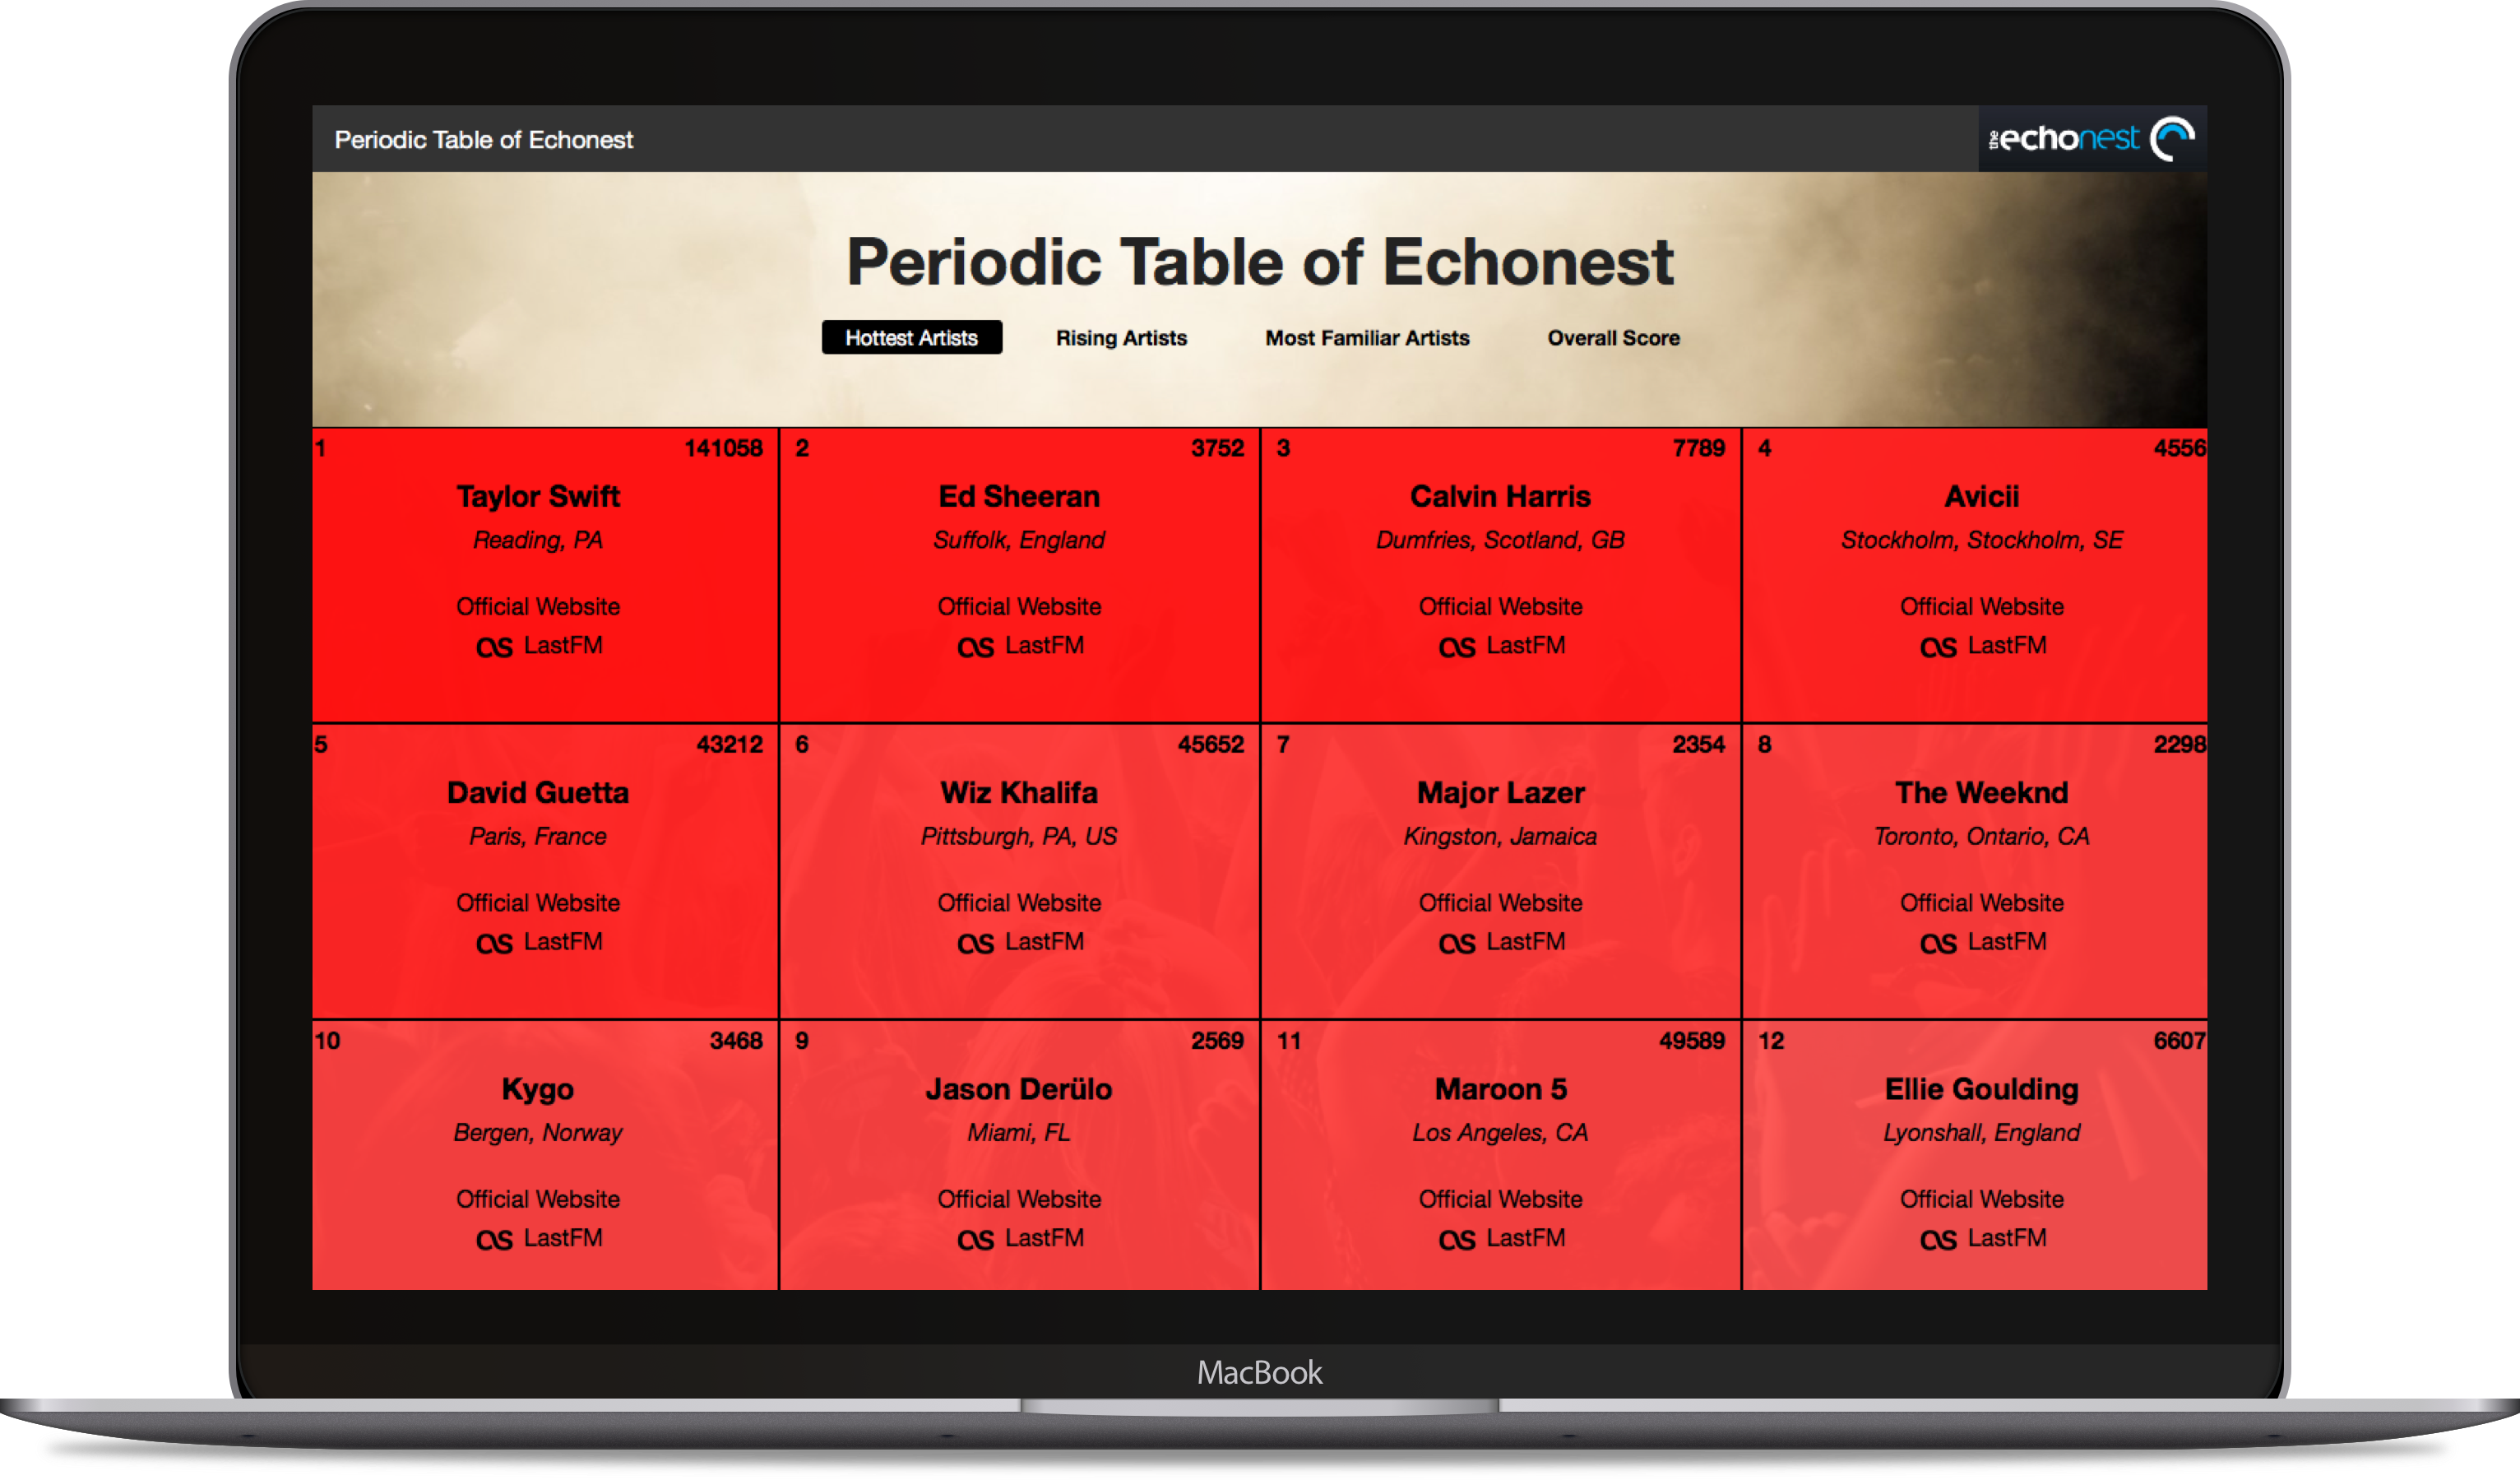 Periodic Table of Echonest
the echonest
Periodic Table of Echonest
Hottest Artists Rising Artists Most Familiar Artists Overall Score
1 141058
Taylor Swift
Reading, PA
Official Website
LastFM
2 3752
Ed Sheeran
Suffolk, England
Official Website
LastFM
3 7789
Calvin Harris
Dumfries, Scotland, GB
Official Website
LastFM
4 4556
Avicii
Stockholm, Stockholm, SE
Official Website
LastFM
5 43212
David Guetta
Paris, France
Official Website
LastFM
6 45652
Wiz Khalifa
Pittsburgh, PA, US
Official Website
LastFM
7 2354
Major Lazer
Kingston, Jamaica
Official Website
LastFM
8 2298
The Weeknd
Toronto, Ontario, CA
Official Website
LastFM
10 3468
Kygo
Bergen, Norway
Official Website
LastFM
9 2569
Jason Derülo
Miami, FL
Official Website
LastFM
11 49589
Maroon 5
Los Angeles, CA
Official Website
LastFM
12 6607
Ellie Goulding
Lyonshall, England
Official Website
LastFM
MacBook